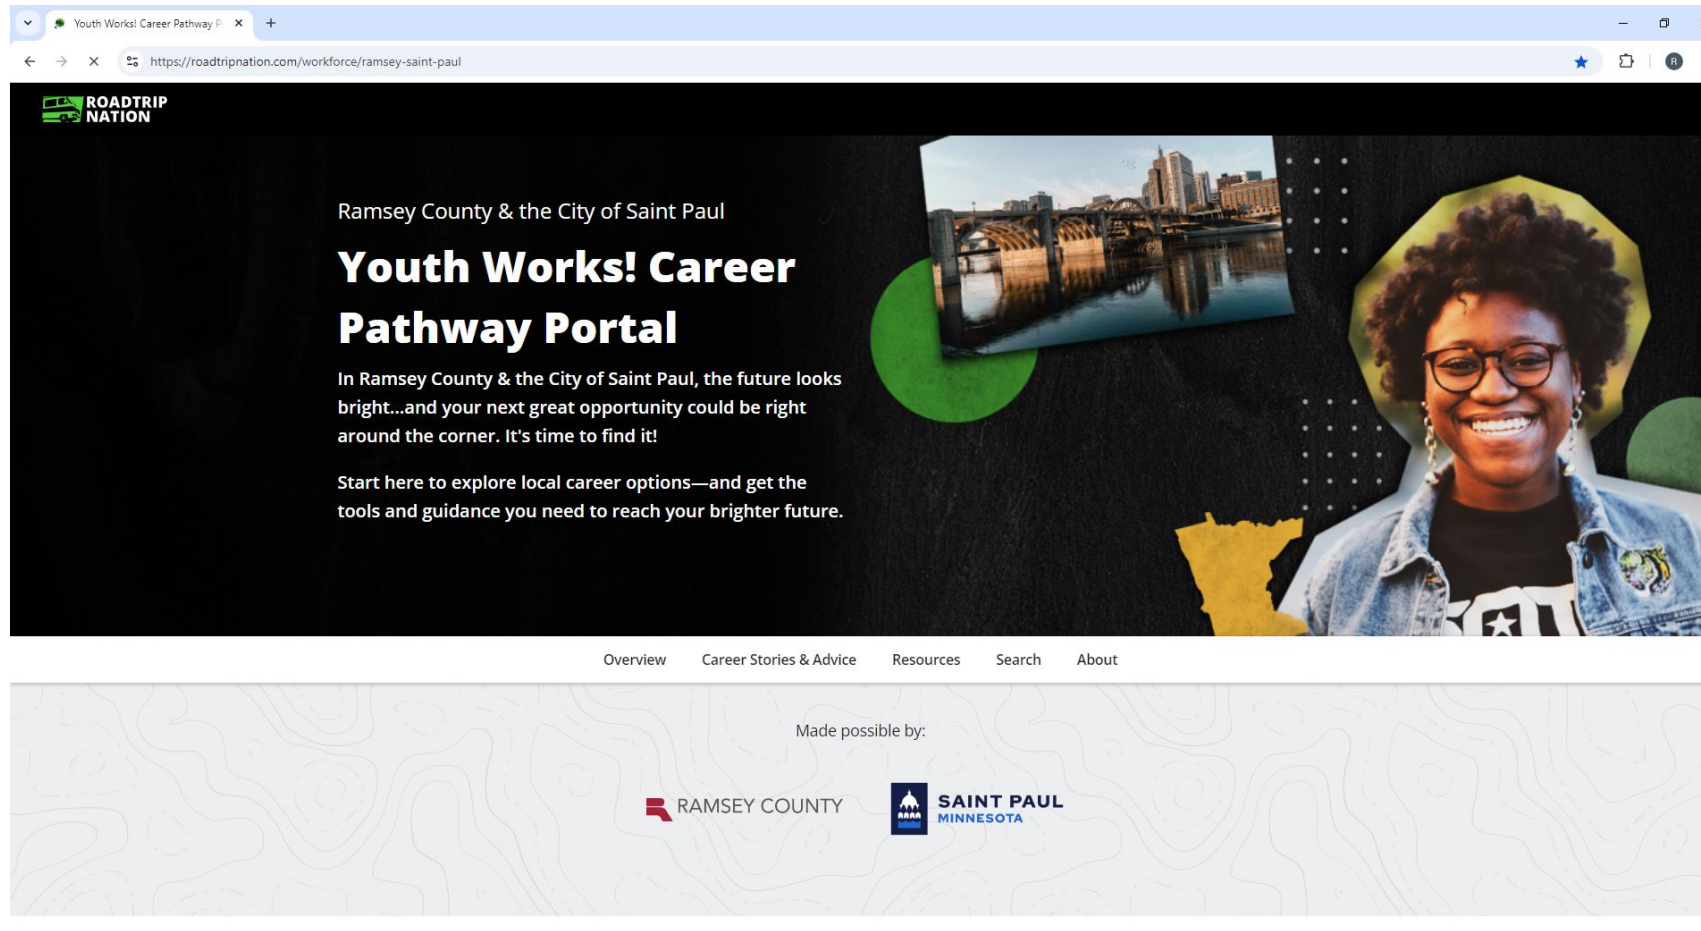 Youth Works! Career Pathway P
https://roadtripnation.com/workforce/ramsey-saint-paul
R
ROADTRIP
NATION
Ramsey County & the City of Saint Paul
Youth Works! Career
Pathway Portal
In Ramsey County & the City of Saint Paul, the future looks
bright...and your next great opportunity could be right
around the corner. It's time to find it!
Start here to explore local career options—and get the
tools and guidance you need to reach your brighter future.
Overview Career Stories & Advice Resources Search About
Made possible by:
RAMSEY COUNTY
SAINT PAUL
MINNESOTA